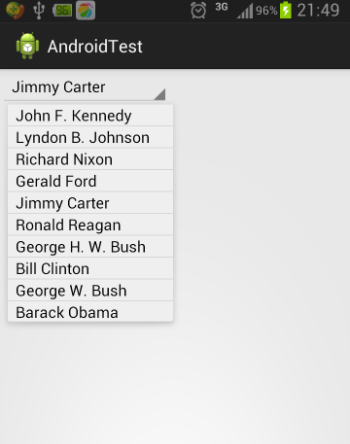 96 3G 96% 21:49
AndroidTest
Jimmy Carter
John F. Kennedy
Lyndon B. Johnson
Richard Nixon
Gerald Ford
Jimmy Carter
Ronald Reagan
George H. W. Bush
Bill Clinton
George W. Bush
Barack Obama